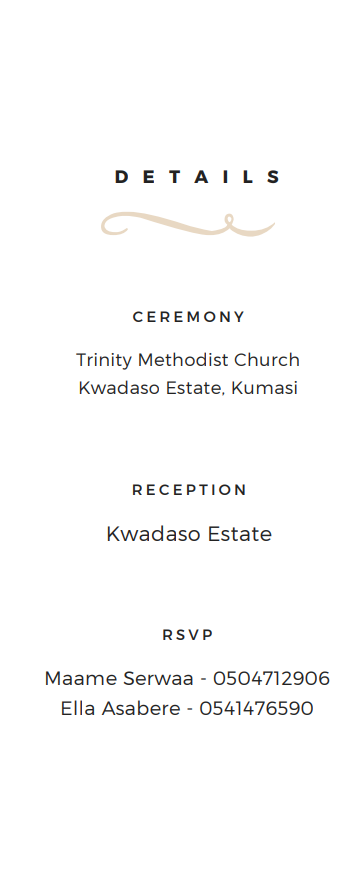 DETAILS
CEREMONY
Trinity Methodist Church
Kwadaso Estate, Kumasi
RECEPTION
Kwadaso Estate
RSVP
Maame Serwaa - 0504712906
Ella Asabere - 0541476590